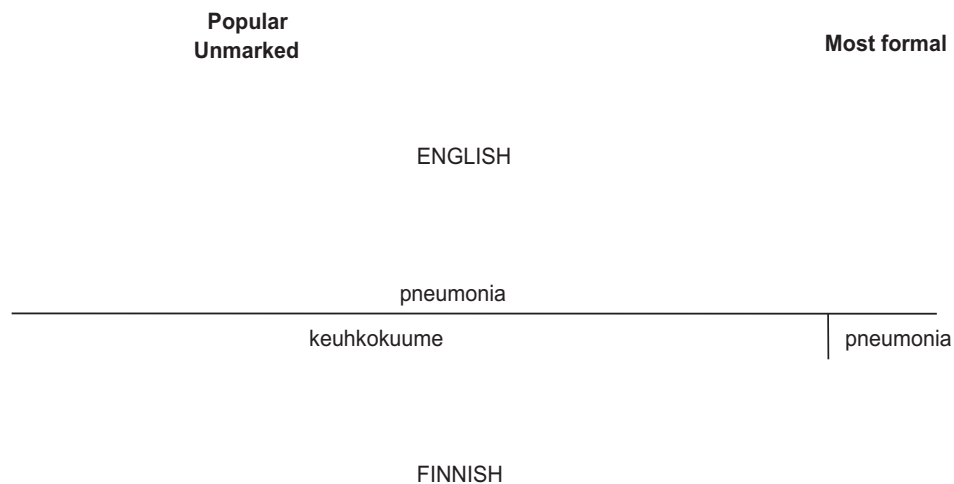 Popular
Unmarked
Most formal
ENGLISH
pneumonia
keuhkokuume
pneumonia
FINNISH